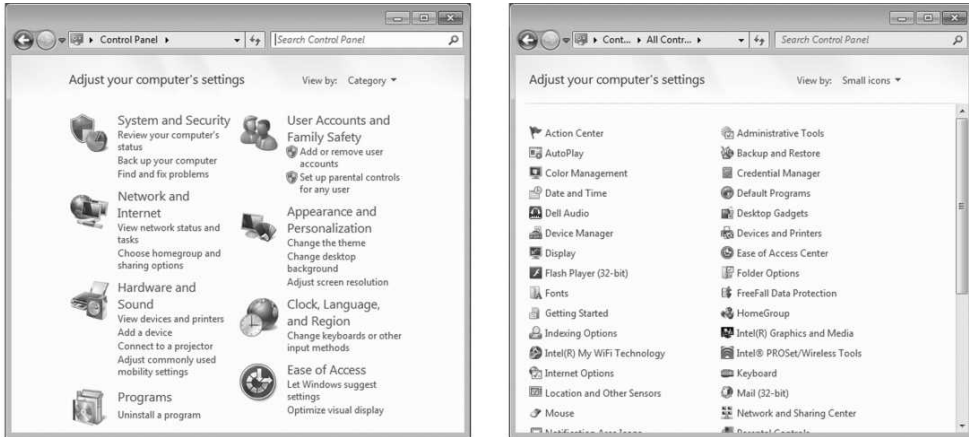 Control Panel
Search Control Panel
Adjust your computer's settings
View by: Category
System and Security
Review your computer's
status
Back up your computer
Find and fix problems
Network and
Internet
View network status and
tasks
Choose homegroup and
sharing options
Hardware and
Sound
View devices and printers
Add a device
Connect to a projector
Adjust commonly used
mobility settings
Programs
Uninstall a program
User Accounts and
Family Safety
Add or remove user
accounts
Set up parental controls
for any user
Appearance and
Personalization
Change the theme
Change desktop
background
Adjust screen resolution
Clock, Language,
and Region
Change keyboards or other
input methods
Ease of Access
Let Windows suggest
settings
Optimize visual display
Cont... All Contr...
Search Control Panel
Adjust your computer's settings
View by: Small icons
Action Center
AutoPlay
Color Management
Date and Time
Dell Audio
Device Manager
Display
Flash Player (32-bit)
Fonts
Getting Started
Indexing Options
Intel(R) My WiFi Technology
Internet Options
Location and Other Sensors
Mouse
Notification Area Icons
Administrative Tools
Backup and Restore
Credential Manager
Default Programs
Desktop Gadgets
Devices and Printers
Ease of Access Center
Folder Options
FreeFall Data Protection
HomeGroup
Intel(R) Graphics and Media
Intel® PROSet/Wireless Tools
Keyboard
Mail (32-bit)
Network and Sharing Center
Parental Controls